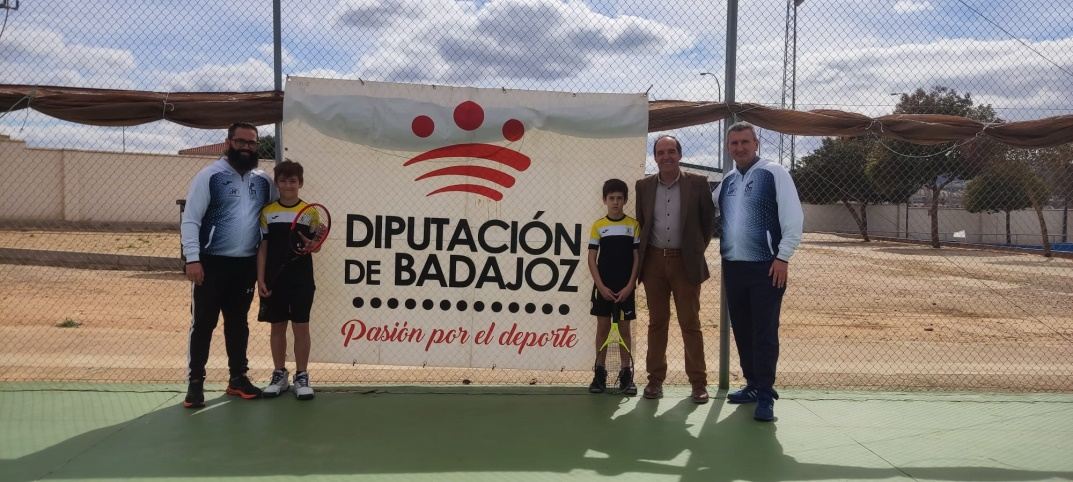 DIPUTACIÓN
DE BADAJOZ
Pasión por el deporte